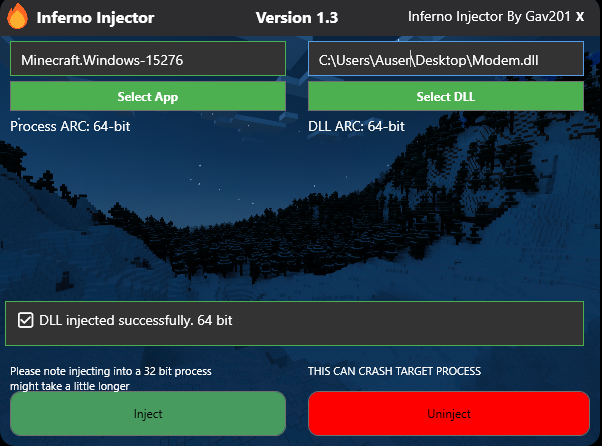 Inferno Injector
Version 1.3
Inferno Injector By Gav201 X
Minecraft.Windows-15276
C:\Users\Auser\Desktop\Modem.dll
Select App
Select DLL
Process ARC: 64-bit
DLL ARC: 64-bit
DLL injected successfully. 64 bit
Please note injecting into a 32 bit process
might take a little longer
THIS CAN CRASH TARGET PROCESS
Inject
Uninject